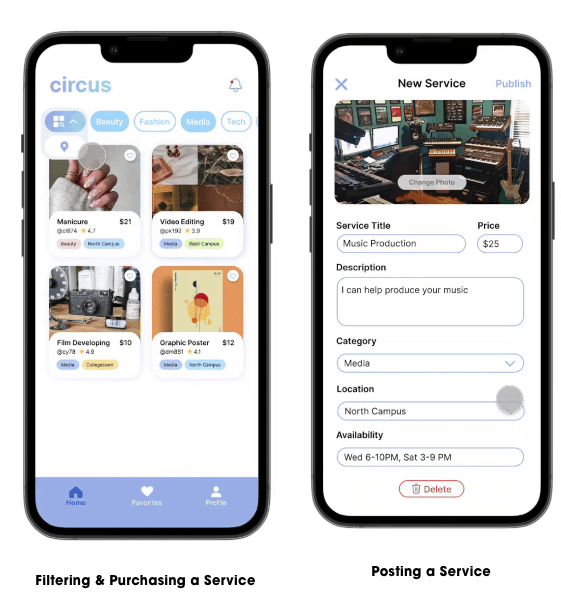 circus
Beauty
Fashion
Media
Tech
Manicure $21
@cl874 4.7
Beauty North Campus
Video Editing $19
@pk192 3.9
Media West Campus
Film Developing $10
@cy78 4.9
Media Collegetown
Graphic Poster $12
@am881 4.1
Media North Campus
Home
Favorites
Profile
Filtering & Purchasing a Service
New Service
Publish
Change Photo
Service Title
Price
Music Production
$25
Description
I can help produce your music
Category
Media
Location
North Campus
Availability
Wed 6-10PM, Sat 3-9 PM
Delete
Posting a Service